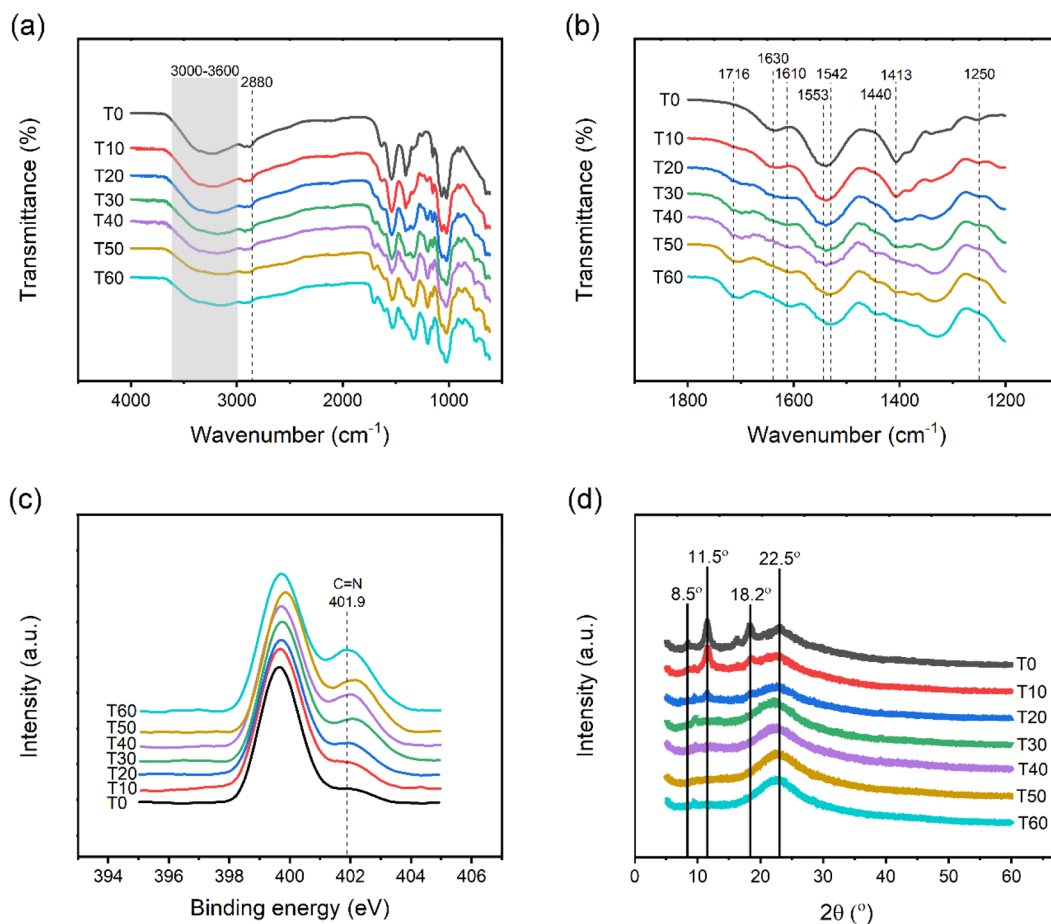 (a)
3000-3600
2880
T0
T10
T20
T30
T40
T50
T60
Transmittance (%)
4000
3000
2000
1000
Wavenumber (cm⁻¹)
(b)
1630
1716
1610
1542
1413
1250
1553
1440
T0
T10
T20
T30
T40
T50
T60
Transmittance (%)
1800
1600
1400
1200
Wavenumber (cm⁻¹)
(c)
C=N
401.9
T60
T50
T40
T30
T20
T10
T0
Intensity (a.u.)
394
396
398
400
402
404
406
Binding energy (eV)
(d)
11.5°
22.5°
8.5°
18.2°
T0
T10
T20
T30
T40
T50
T60
Intensity (a.u.)
0
10
20
30
40
50
60
2θ (°)